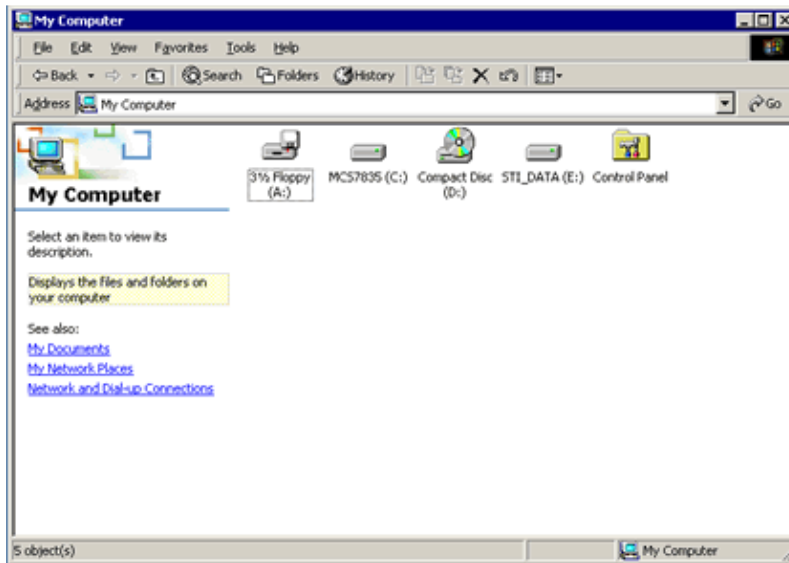 My Computer
File Edit View Favorites Tools Help
Back Search Folders History
Address My Computer Go
My Computer
Select an item to view its
description.
Displays the files and folders on
your computer
See also:
My Documents
My Network Places
Network and Dial-up Connections
3½ Floppy
(A:)
MCS7835 (C:)
Compact Disc
(D:)
STI_DATA (E:)
Control Panel
5 object(s) My Computer